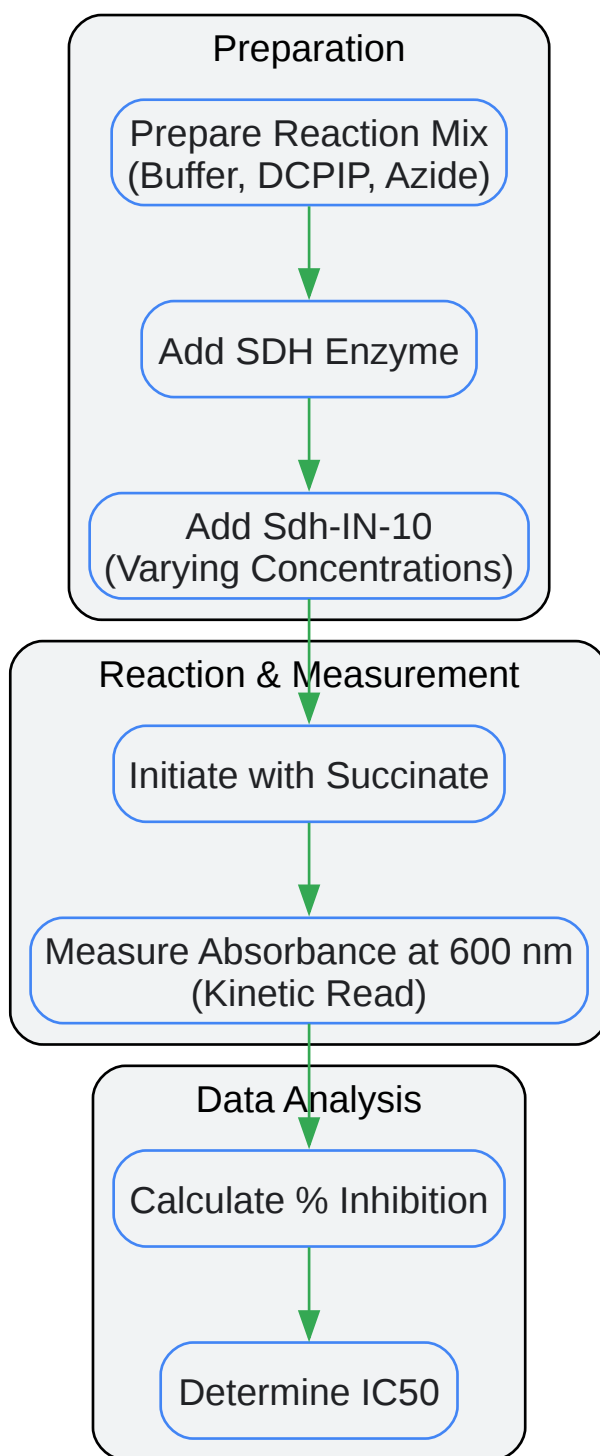 Preparation
Prepare Reaction Mix
(Buffer, DCPIP, Azide)
Add SDH Enzyme
Add Sdh-IN-10
(Varying Concentrations)
Reaction & Measurement
Initiate with Succinate
Measure Absorbance at 600 nm
(Kinetic Read)
Data Analysis
Calculate % Inhibition
Determine IC50